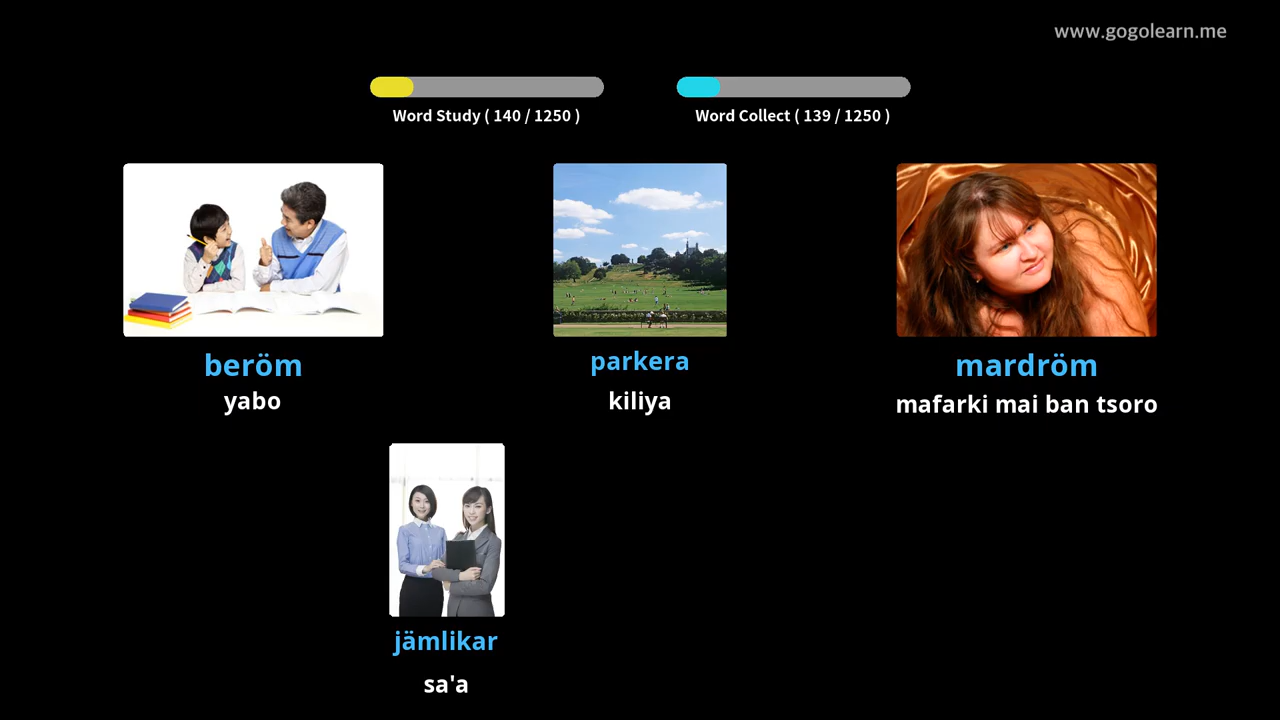 www.gogolearn.me
Word Study ( 140 / 1250 )
Word Collect ( 139 / 1250 )
beröm
yabo
parkera
kiliya
mardröm
mafarki mai ban tsoro
jämlikar
sa'a